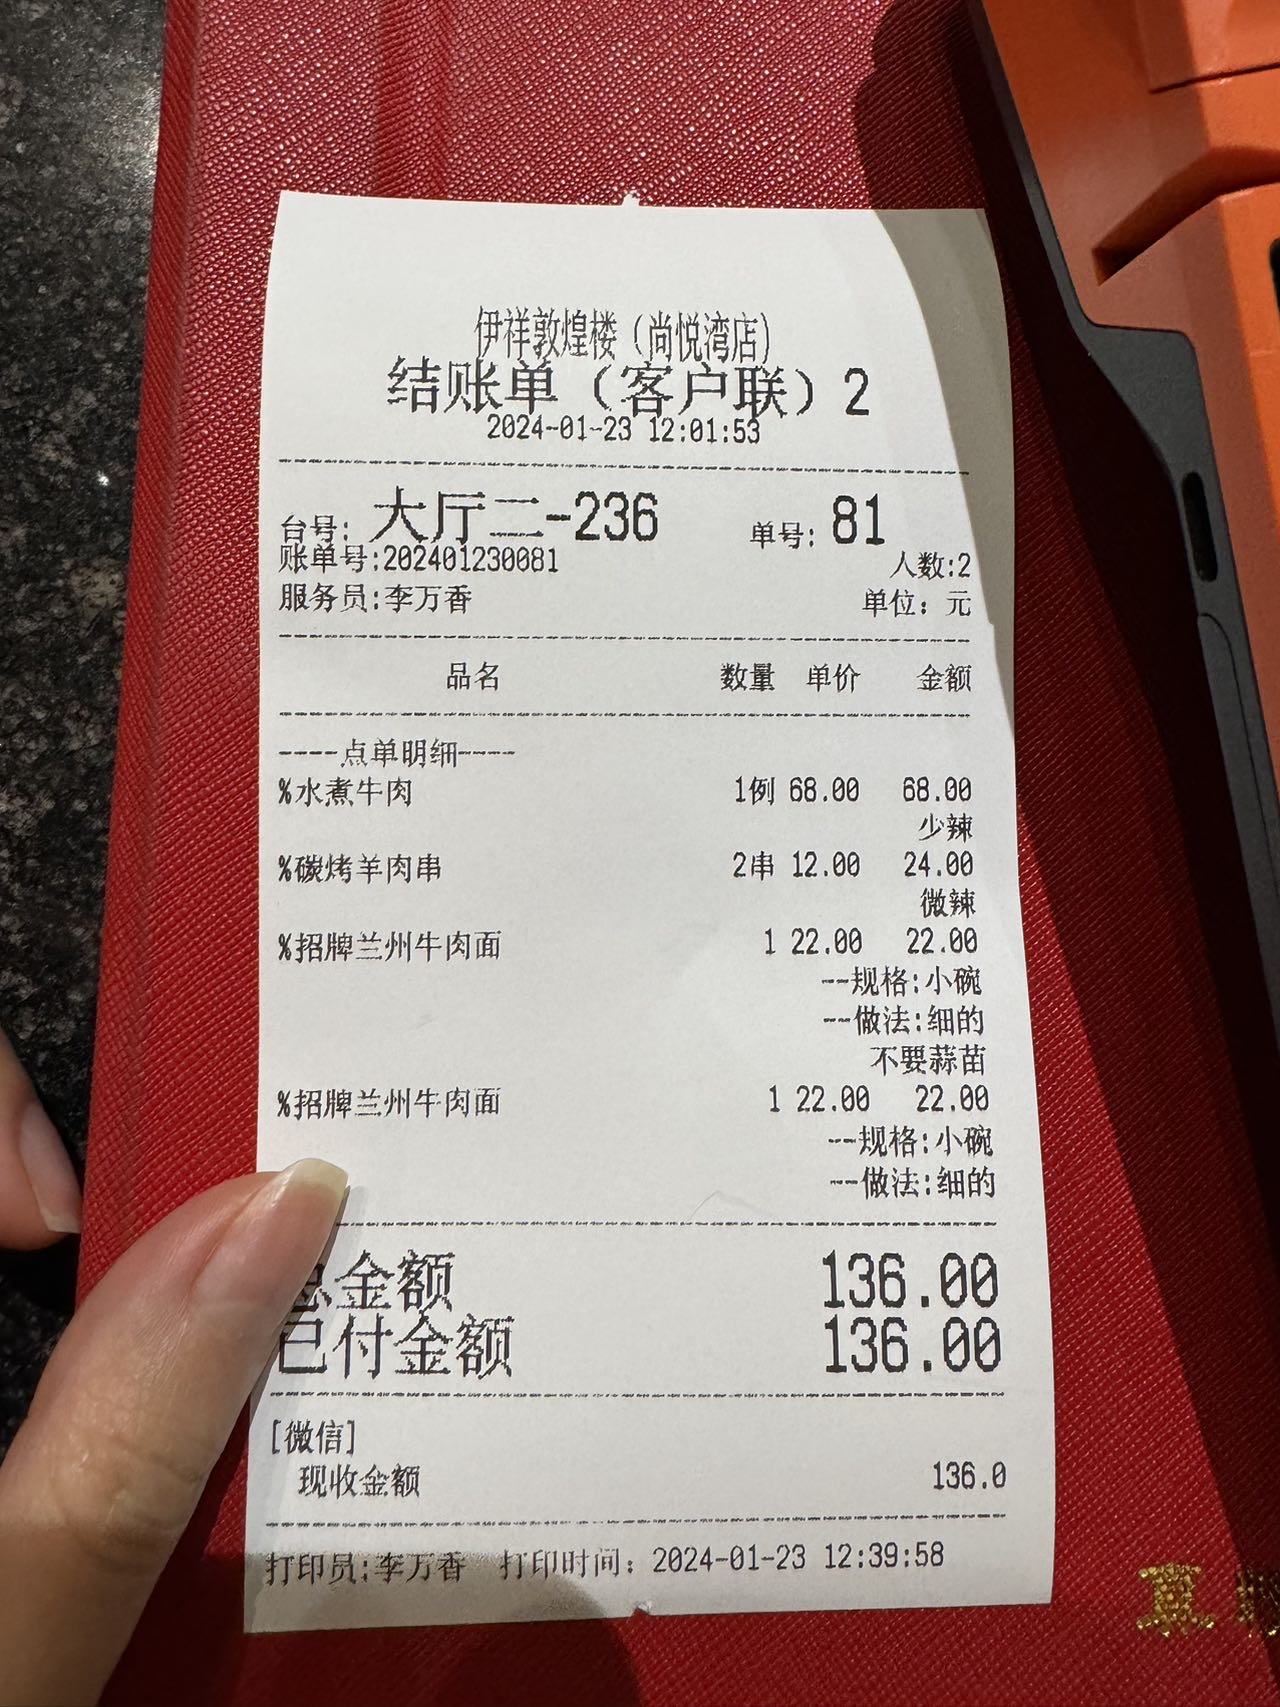 伊祥敦煌楼（尚悦湾店）
结账单（客户联）2
2024-01-23 12:01:53
台号: 大厅二-236 单号: 81
账单号:202401230081 人数:2
服务员:李万香 单位: 元
品名 数量 单价 金额
----点单明细----
%水煮牛肉 1例 68.00 68.00
少辣
%碳烤羊肉串 2串 12.00 24.00
微辣
%招牌兰州牛肉面 1 22.00 22.00
--规格:小碗
--做法:细的
不要蒜苗
%招牌兰州牛肉面 1 22.00 22.00
--规格:小碗
--做法:细的
总金额 136.00
已付金额 136.00
[微信]
现收金额 136.0
打印员:李万香 打印时间: 2024-01-23 12:39:58